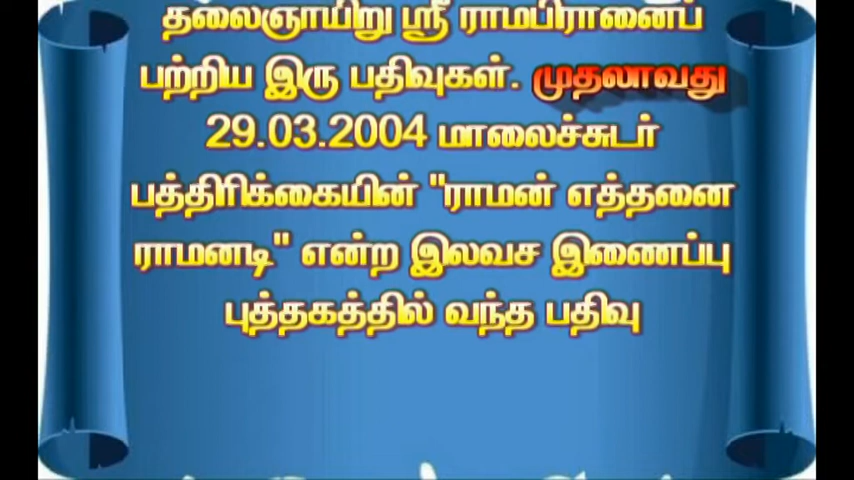 தலைஞாயிறு ஸ்ரீ ராமபிரானைப்
பற்றிய இரு பதிவுகள். முதலாவது
29.03.2004 மாலைச்சுடர்
பத்திரிக்கையின் "ராமன் எத்தனை
ராமனடி" என்ற இலவச இணைப்பு
புத்தகத்தில் வந்த பதிவு